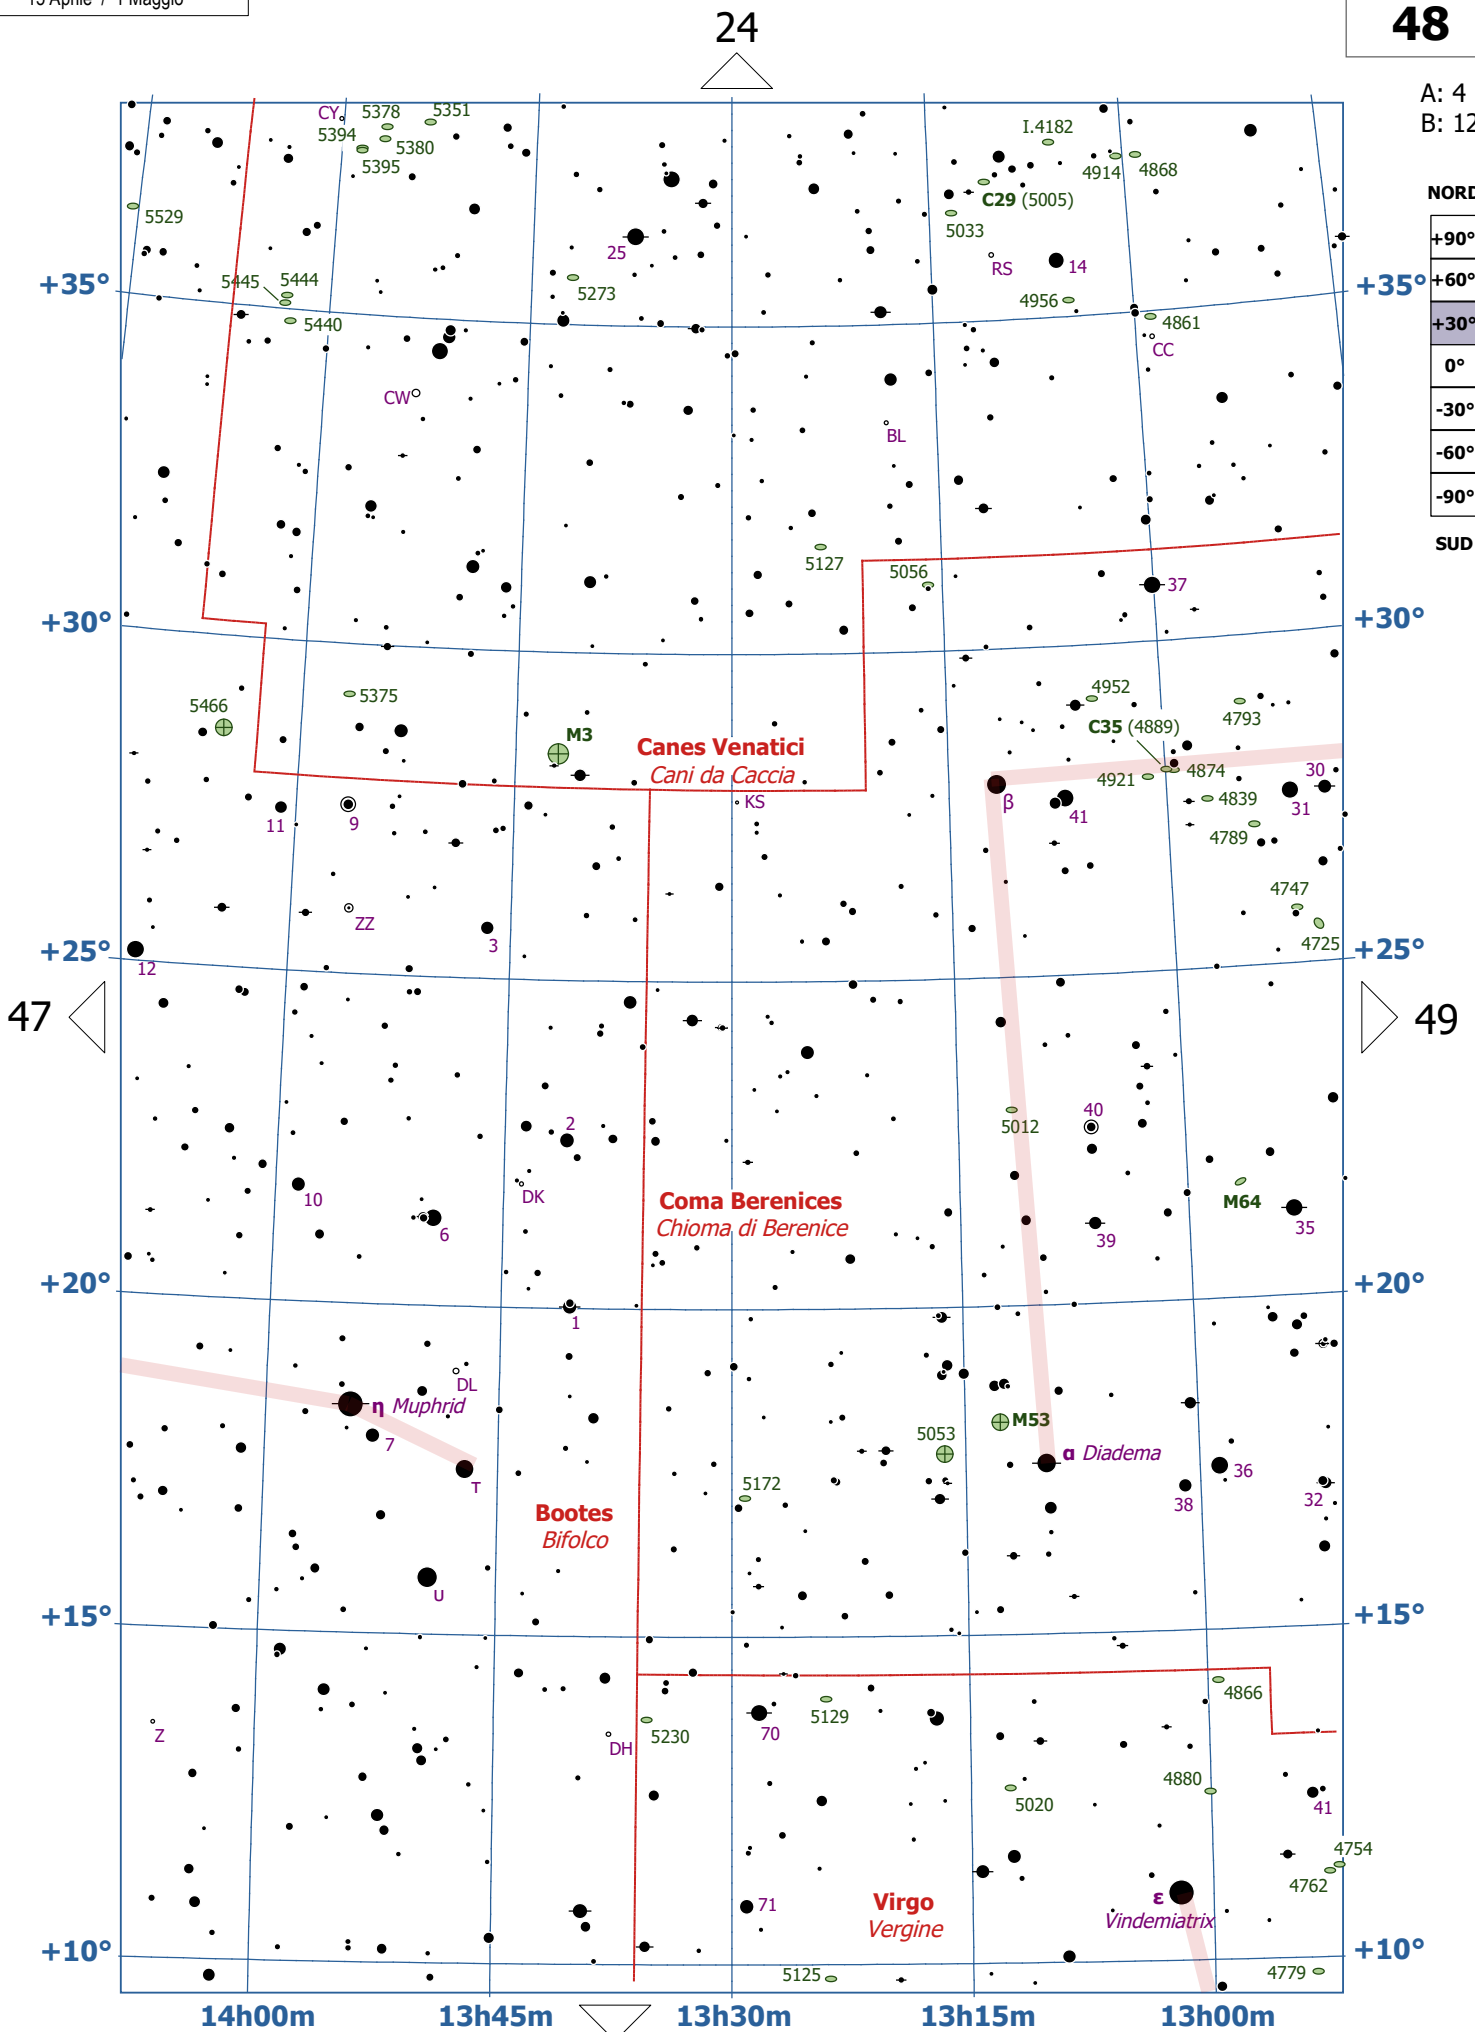 15 Aprile / 1 Maggio
24
48
A: 4
B: 12
CY
5378
5351
5394
5380
5395
I.4182
4914
4868
C29 (5005)
NORD
5529
5033
+90°
25
RS
14
+60°
+35°
5445
5444
5273
4956
+35°
5440
4861
+30°
CC
0°
CW
-30°
BL
-60°
-90°
SUD
5127
5056
37
+30°
+30°
5375
4952
5466
M3
C35 (4889)
4793
Canes Venatici
Cani da Caccia
4921
4874
30
KS
β
4839
31
11
9
41
4789
4747
ZZ
3
4725
+25°
+25°
12
47
49
40
2
5012
10
DK
Coma Berenices
Chioma di Berenice
M64
6
39
35
+20°
+20°
1
DL
η Muphrid
M53
7
5053
α Diadema
T
5172
36
38
32
Bootes
Bifolco
U
+15°
+15°
4866
5129
Z
DH
5230
70
4880
5020
41
4754
4762
ε
71
Virgo
Vergine
Vindemiatrix
+10°
+10°
5125
4779
14h00m
13h45m
13h30m
13h15m
13h00m